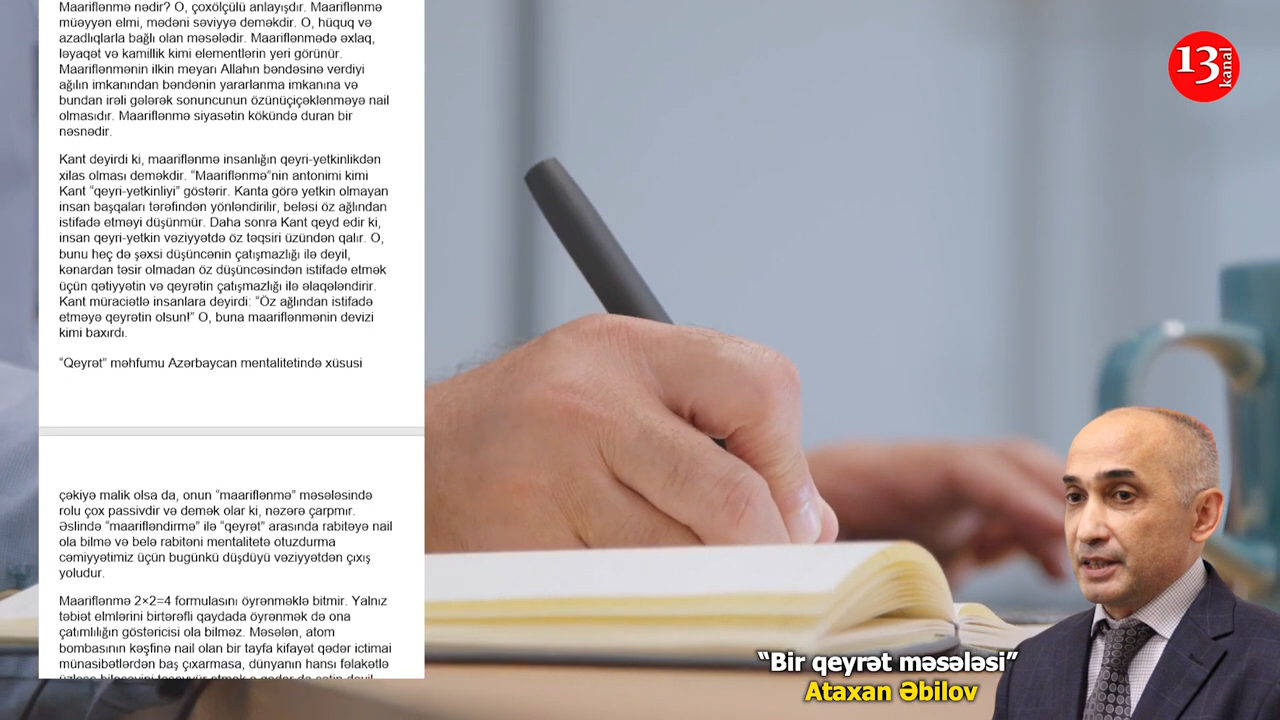 Maariflənmə nədir? O, çoxölçülü anlayışdır. Maariflənmə
müəyyən elmi, mədəni səviyyə deməkdir. O, hüquq və
azadlıqlarla bağlı olan məsələdir. Maariflənmədə əxlaq,
ləyaqət və kamillik kimi elementlərin yeri görünür.
Maariflənmənin ilkin meyarı Allahın bəndəsinə verdiyi
ağılın imkanından bəndənin yararlanma imkanına və
bundan irəli gələrək sonuncunun özünüçiçəklənməyə nail
olmasıdır. Maariflənmə siyasətin kökündə duran bir
nəsnədir.
Kant deyirdi ki, maariflənmə insanlığın qeyri-yetkinlikdən
xilas olması deməkdir. “Maariflənmə”nin antonimi kimi
Kant “qeyri-yetkinliyi” göstərir. Kanta görə yetkin olmayan
insan başqaları tərəfindən yönləndirilir, beləsi öz ağlından
istifadə etməyi düşünmür. Daha sonra Kant qeyd edir ki,
insan qeyri-yetkin vəziyyətdə öz təqsiri üzündən qalır. O,
bunu heç də şəxsi düşüncənin çatışmazlığı ilə deyil,
kənardan təsir olmadan öz düşüncəsindən istifadə etmək
üçün qətiyyətin və qeyrətin çatışmazlığı ilə əlaqələndirir.
Kant müraciətlə insanlara deyirdi: “Öz ağlından istifadə
etməyə qeyrətin olsun!” O, buna maariflənmənin devizi
kimi baxırdı.
“Qeyrət” məhfumu Azərbaycan mentalitetində xüsusi
çəkiyə malik olsa da, onun “maariflənmə” məsələsində
rolu çox passivdir və demək olar ki, nəzərə çarpmır.
Əslində “maarifləndirmə” ilə “qeyrət” arasında rabitəyə nail
ola bilmə və belə rabitəni mentalitetə otuzdurma
cəmiyyətimiz üçün bugünkü düşdüyü vəziyyətdən çıxış
yoludur.
Maariflənmə 2×2=4 formulasını öyrənməklə bitmir. Yalnız
təbiət elmlərini birtərəfli qaydada öyrənmək də ona
çatımlılığın göstəricisi ola bilməz. Məsələn, atom
bombasının kəşfinə nail olan bir tayfa kifayət qədər ictimai
münasibətlərdən baş çıxarmasa, dünyanın hansı fəlakətlə
13
kanal
“Bir qeyrət məsələsi”
Ataxan Əbilov